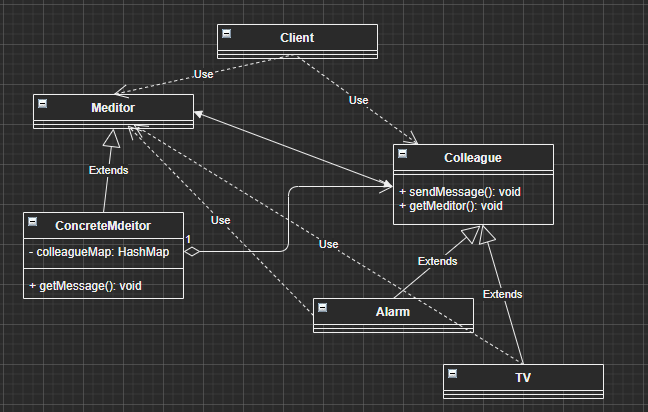 Client
Use
Use
Meditor
Colleague
+ sendMessage(): void
+ getMeditor(): void
Extends
ConcreteMdeitor
- colleagueMap: HashMap
+ getMessage(): void
1
Use
Use
Extends
Extends
Alarm
TV